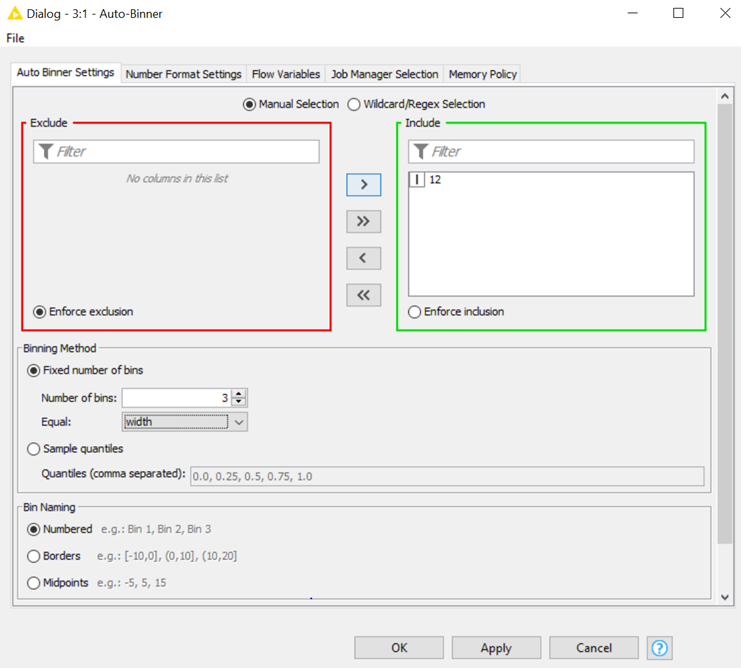 Dialog - 3:1 - Auto-Binner
File
Auto Binner Settings Number Format Settings Flow Variables Job Manager Selection Memory Policy
Manual Selection Wildcard/Regex Selection
Exclude
Filter
No columns in this list
Enforce exclusion
>
>>
<
<<
Include
Filter
I 12
Enforce inclusion
Binning Method
Fixed number of bins
Number of bins: 3
Equal: width
Sample quantiles
Quantiles (comma separated): 0.0, 0.25, 0.5, 0.75, 1.0
Bin Naming
Numbered e.g.: Bin 1, Bin 2, Bin 3
Borders e.g.: [-10,0], (0,10], (10,20]
Midpoints e.g.: -5, 5, 15
OK Apply Cancel ?